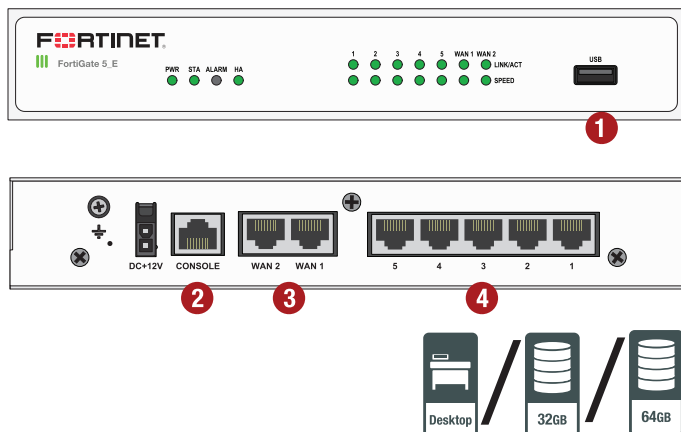 FORTINET.
FortiGate 5_E
PWR STA ALARM HA
1 2 3 4 5 WAN 1 WAN 2
LINK/ACT
SPEED
USB
1
DC+12V CONSOLE WAN 2 WAN 1 5 4 3 2 1
2 3 4
Desktop 32GB 64GB